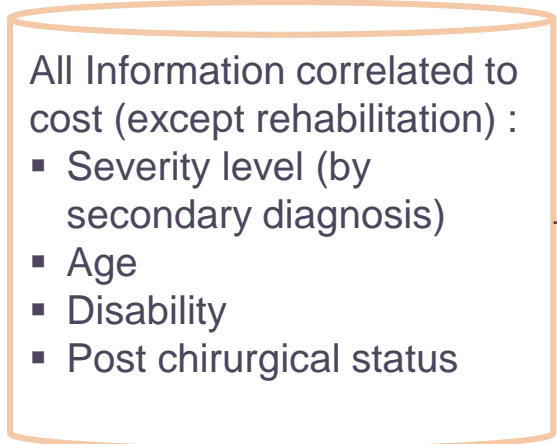 All Information correlated to
cost (except rehabilitation) :
▪ Severity level (by
secondary diagnosis)
▪ Age
▪ Disability
▪ Post chirurgical status